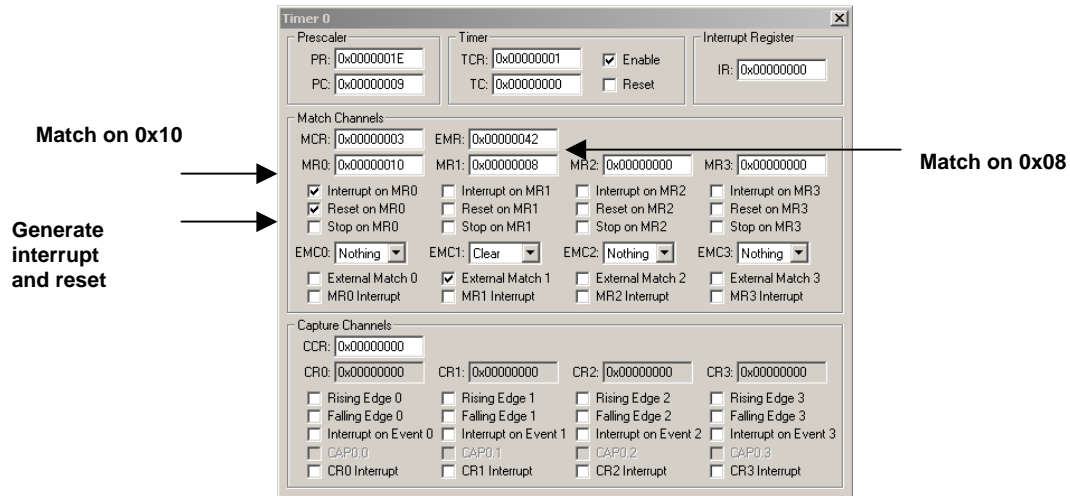 Timer 0
Prescaler
PR: 0x0000001E
PC: 0x00000009
Timer
TCR: 0x00000001 Enable
TC: 0x00000000 Reset
Interrupt Register
IR: 0x00000000
Match on 0x10
Generate
interrupt
and reset
Match on 0x08
Match Channels
MCR: 0x00000003 EMR: 0x00000042
MR0: 0x00000010 MR1: 0x00000008 MR2: 0x00000000 MR3: 0x00000000
Interrupt on MR0 Interrupt on MR1 Interrupt on MR2 Interrupt on MR3
Reset on MR0 Reset on MR1 Reset on MR2 Reset on MR3
Stop on MR0 Stop on MR1 Stop on MR2 Stop on MR3
EMC0: Nothing EMC1: Clear EMC2: Nothing EMC3: Nothing
External Match 0 External Match 1 External Match 2 External Match 3
MR0 Interrupt MR1 Interrupt MR2 Interrupt MR3 Interrupt
Capture Channels
CCR: 0x00000000
CR0: 0x00000000 CR1: 0x00000000 CR2: 0x00000000 CR3: 0x00000000
Rising Edge 0 Rising Edge 1 Rising Edge 2 Rising Edge 3
Falling Edge 0 Falling Edge 1 Falling Edge 2 Falling Edge 3
Interrupt on Event 0 Interrupt on Event 1 Interrupt on Event 2 Interrupt on Event 3
CAP0.0 CAP0.1 CAP0.2 CAP0.3
CR0 Interrupt CR1 Interrupt CR2 Interrupt CR3 Interrupt